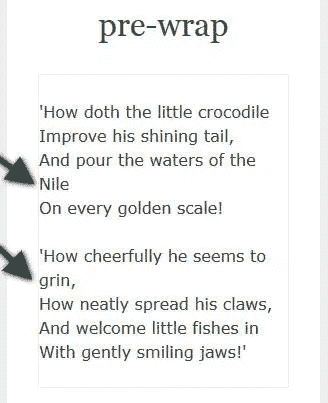 pre-wrap
'How doth the little crocodile
Improve his shining tail,
And pour the waters of the
Nile
On every golden scale!
'How cheerfully he seems to
grin,
How neatly spread his claws,
And welcome little fishes in
With gently smiling jaws!'